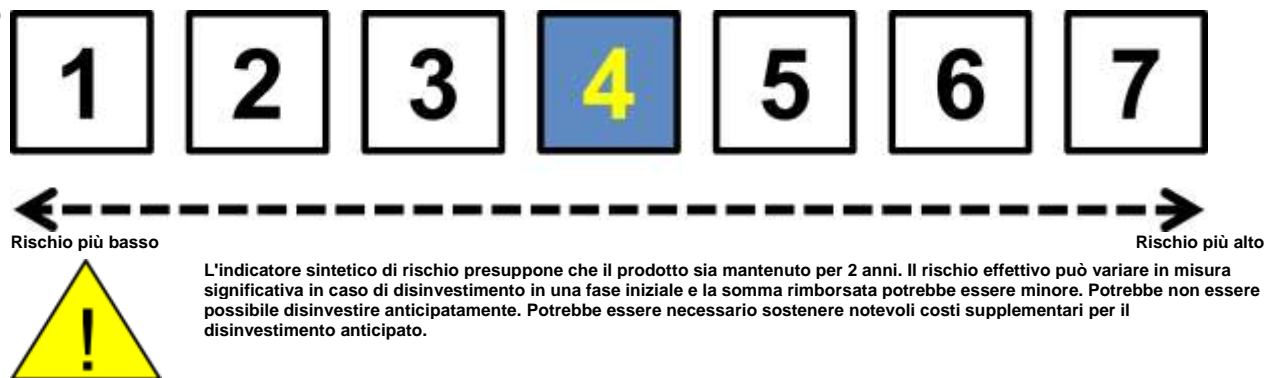 1 2 3 4 5 6 7
Rischio più basso Rischio più alto
!
L'indicatore sintetico di rischio presuppone che il prodotto sia mantenuto per 2 anni. Il rischio effettivo può variare in misura
significativa in caso di disinvestimento in una fase iniziale e la somma rimborsata potrebbe essere minore. Potrebbe non essere
possibile disinvestire anticipatamente. Potrebbe essere necessario sostenere notevoli costi supplementari per il
disinvestimento anticipato.